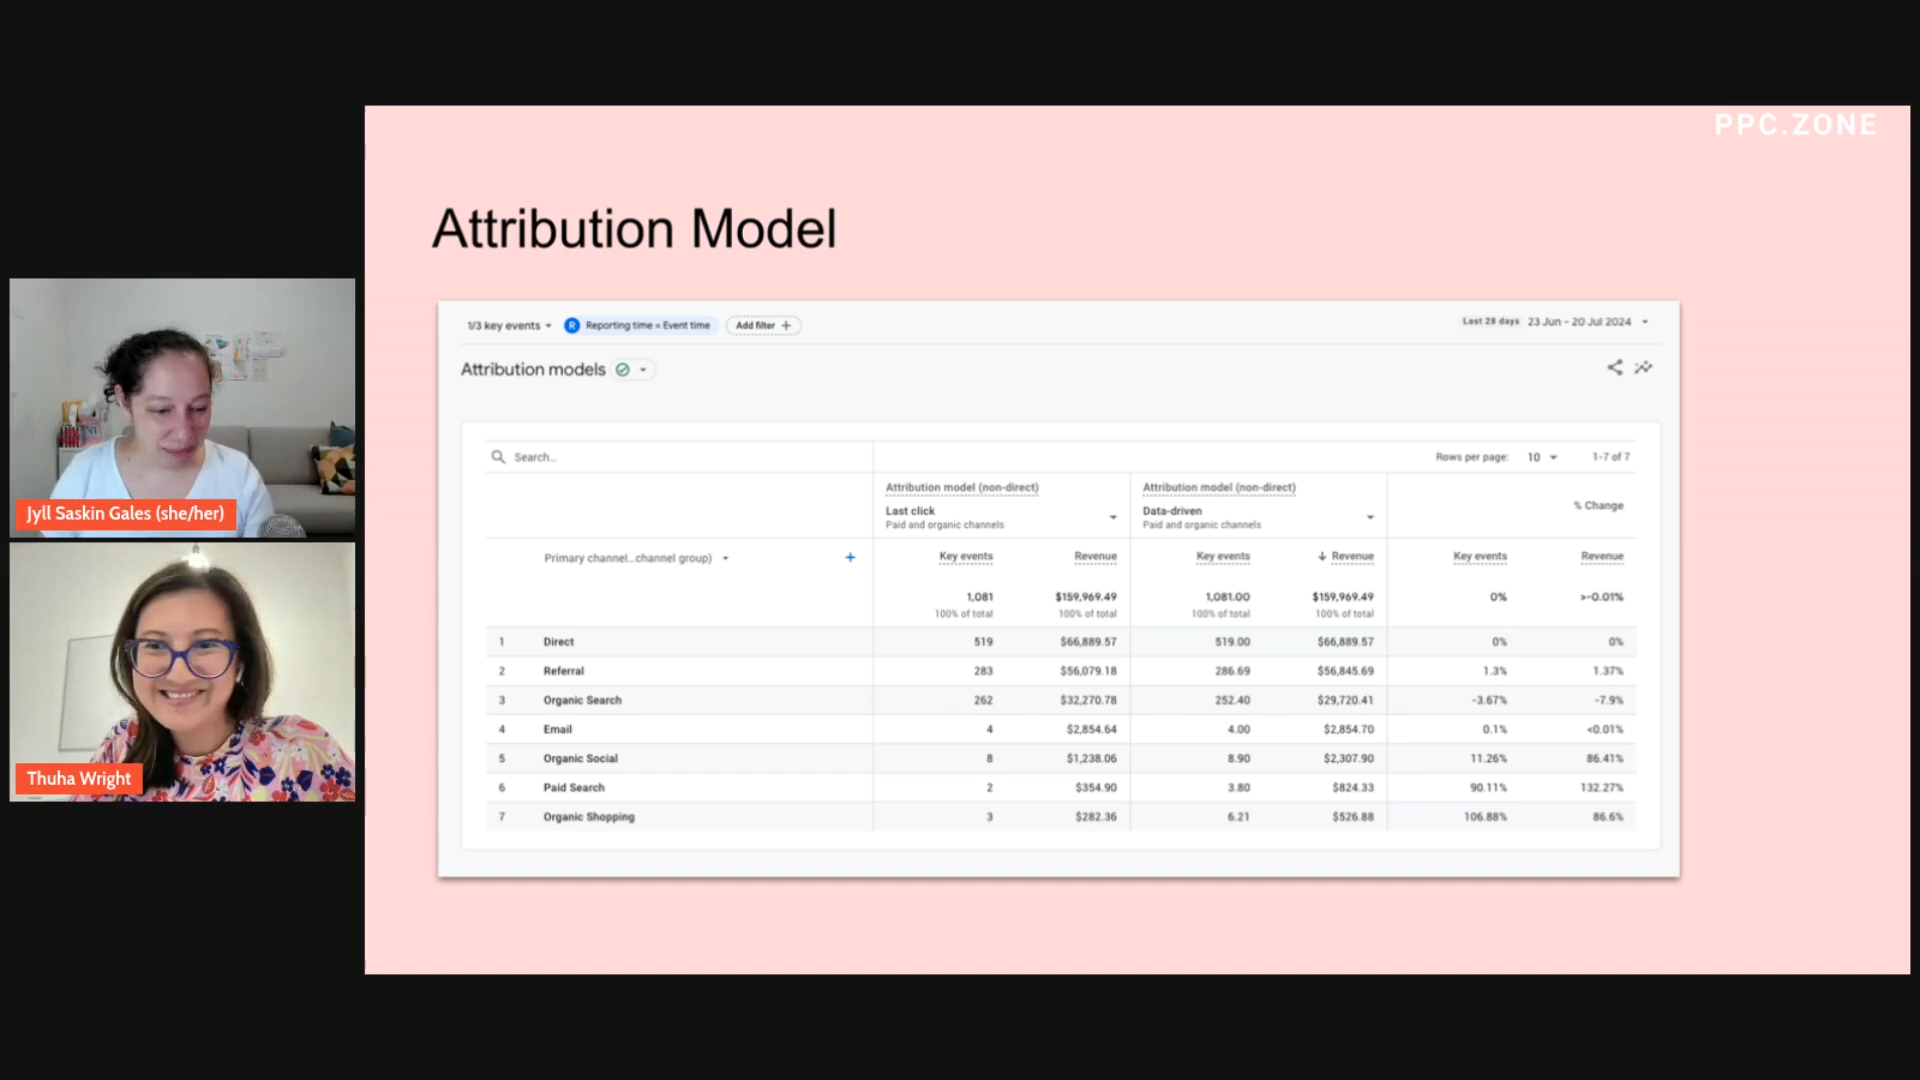 PPC.ZONE
Attribution Model
1/3 key events R Reporting time = Event time Add filter + Last 28 days 23 Jun - 20 Jul 2024
Attribution models
Search... Rows per page: 10 1-7 of 7
Attribution model (non-direct) Attribution model (non-direct)
% Change
Last click Data-driven
Paid and organic channels Paid and organic channels
Primary channel...channel group) + Key events Revenue Key events ↓ Revenue Key events Revenue
1,081 $159,969.49 1,081.00 $159,969.49 0% >-0.01%
100% of total 100% of total 100% of total 100% of total
1 Direct 519 $66,889.57 519.00 $66,889.57 0% 0%
2 Referral 283 $56,079.18 286.69 $56,845.69 1.3% 1.37%
3 Organic Search 262 $32,270.78 252.40 $29,720.41 -3.67% -7.9%
4 Email 4 $2,854.64 4.00 $2,854.70 0.1% <0.01%
5 Organic Social 8 $1,238.06 8.90 $2,307.90 11.26% 86.41%
6 Paid Search 2 $354.90 3.80 $824.33 90.11% 132.27%
7 Organic Shopping 3 $282.36 6.21 $526.88 106.88% 86.6%
Jyll Saskin Gales (she/her)
Thuha Wright